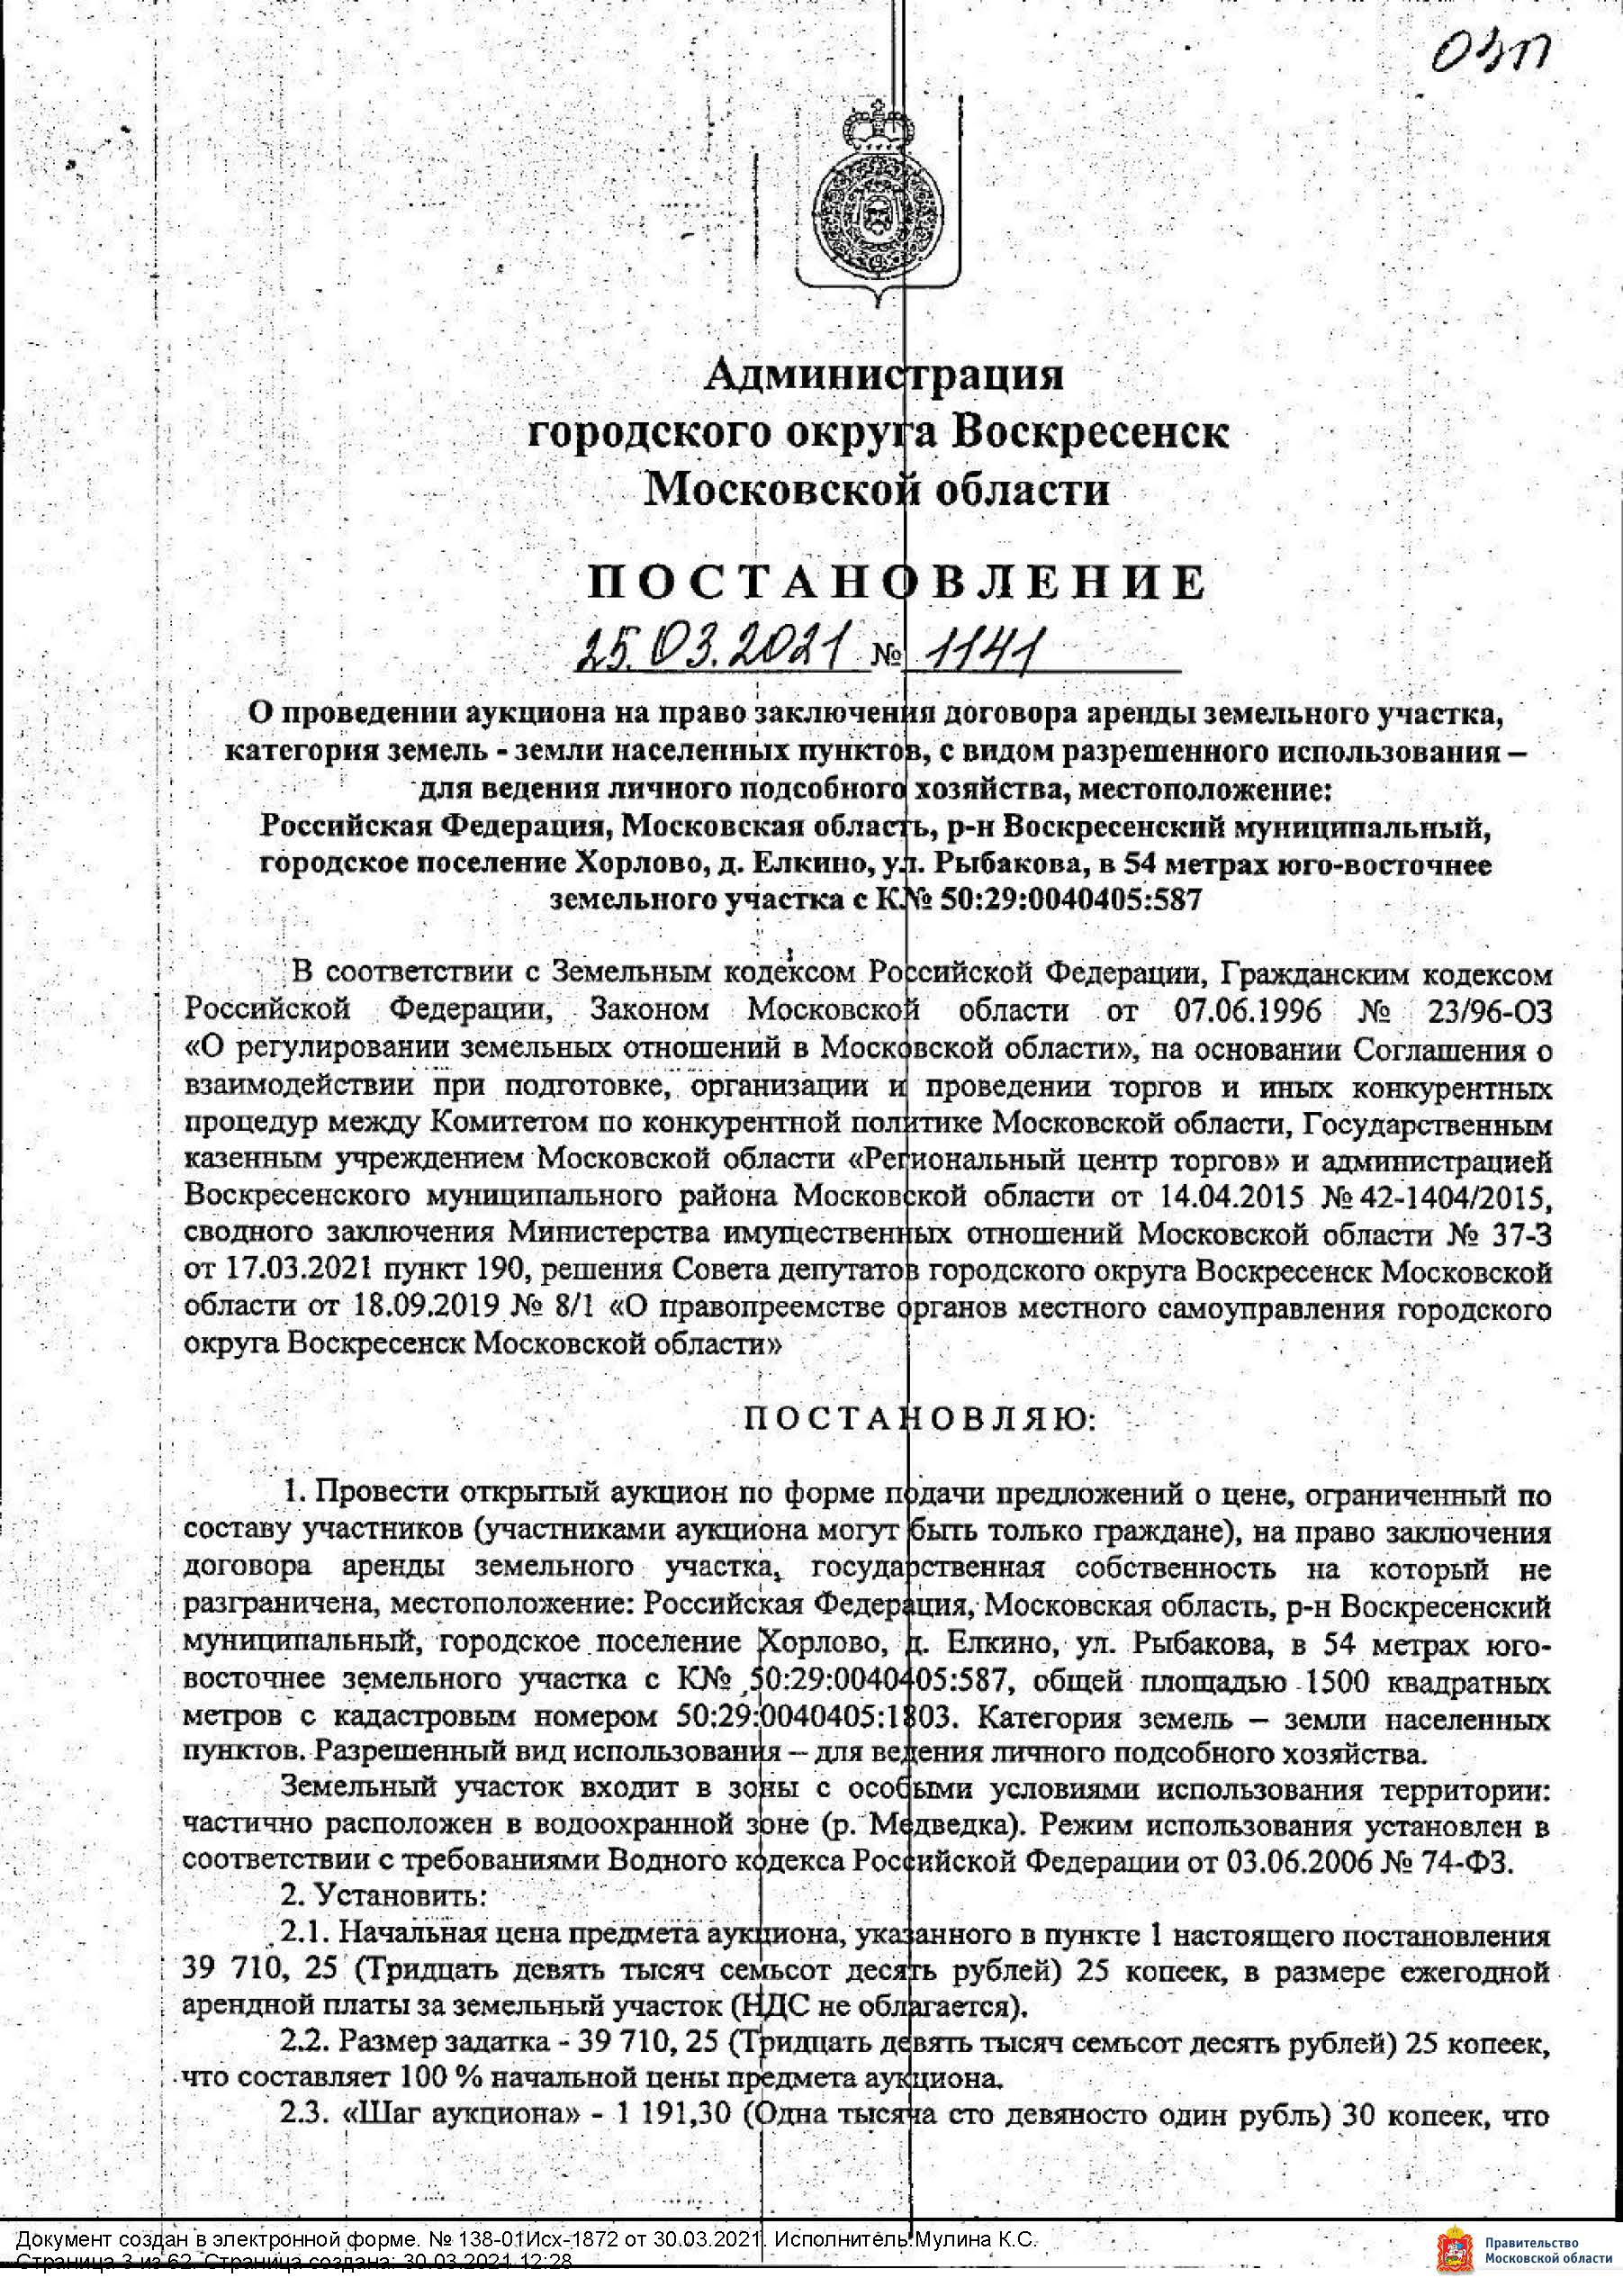 Администрация
городского округа Воскресенск
Московской области
ПОСТАНОВЛЕНИЕ
25.03.2021 № 1141
О проведении аукциона на право заключения договора аренды земельного участка,
категория земель - земли населенных пунктов, с видом разрешенного использования –
для ведения личного подсобного хозяйства, местоположение:
Российская Федерация, Московская область, р-н Воскресенский муниципальный,
городское поселение Хорлово, д. Елкино, ул. Рыбакова, в 54 метрах юго-восточнее
земельного участка с К№ 50:29:0040405:587
В соответствии с Земельным кодексом Российской Федерации, Гражданским кодексом
Российской Федерации, Законом Московской области от 07.06.1996 № 23/96-ОЗ
«О регулировании земельных отношений в Московской области», на основании Соглашения о
взаимодействии при подготовке, организации и проведении торгов и иных конкурентных
процедур между Комитетом по конкурентной политике Московской области, Государственным
казенным учреждением Московской области «Региональный центр торгов» и администрацией
Воскресенского муниципального района Московской области от 14.04.2015 № 42-1404/2015,
сводного заключения Министерства имущественных отношений Московской области № 37-З
от 17.03.2021 пункт 190, решения Совета депутатов городского округа Воскресенск Московской
области от 18.09.2019 № 8/1 «О правопреемстве органов местного самоуправления городского
округа Воскресенск Московской области»
ПОСТАНОВЛЯЮ:
1. Провести открытый аукцион по форме подачи предложений о цене, ограниченный по
составу участников (участниками аукциона могут быть только граждане), на право заключения
договора аренды земельного участка, государственная собственность на который не
разграничена, местоположение: Российская Федерация, Московская область, р-н Воскресенский
муниципальный, городское поселение Хорлово, д. Елкино, ул. Рыбакова, в 54 метрах юго-
восточнее земельного участка с К№ 50:29:0040405:587, общей площадью 1500 квадратных
метров с кадастровым номером 50:29:0040405:1803. Категория земель – земли населенных
пунктов. Разрешенный вид использования – для ведения личного подсобного хозяйства.
Земельный участок входит в зоны с особыми условиями использования территории:
частично расположен в водоохранной зоне (р. Медведка). Режим использования установлен в
соответствии с требованиями Водного кодекса Российской Федерации от 03.06.2006 № 74-ФЗ.
2. Установить:
2.1. Начальная цена предмета аукциона, указанного в пункте 1 настоящего постановления
39 710, 25 (Тридцать девять тысяч семьсот десять рублей) 25 копеек, в размере ежегодной
арендной платы за земельный участок (НДС не облагается).
2.2. Размер задатка - 39 710, 25 (Тридцать девять тысяч семьсот десять рублей) 25 копеек,
что составляет 100 % начальной цены предмета аукциона.
2.3. «Шаг аукциона» - 1 191,30 (Одна тысяча сто девяносто один рубль) 30 копеек, что
Документ создан в электронной форме. № 138-01Исх-1872 от 30.03.2021. Исполнитель:Мулина К.С.
Страница 3 из 62. Страница создана: 30.03.2021 12:28
Правительство
Московской области